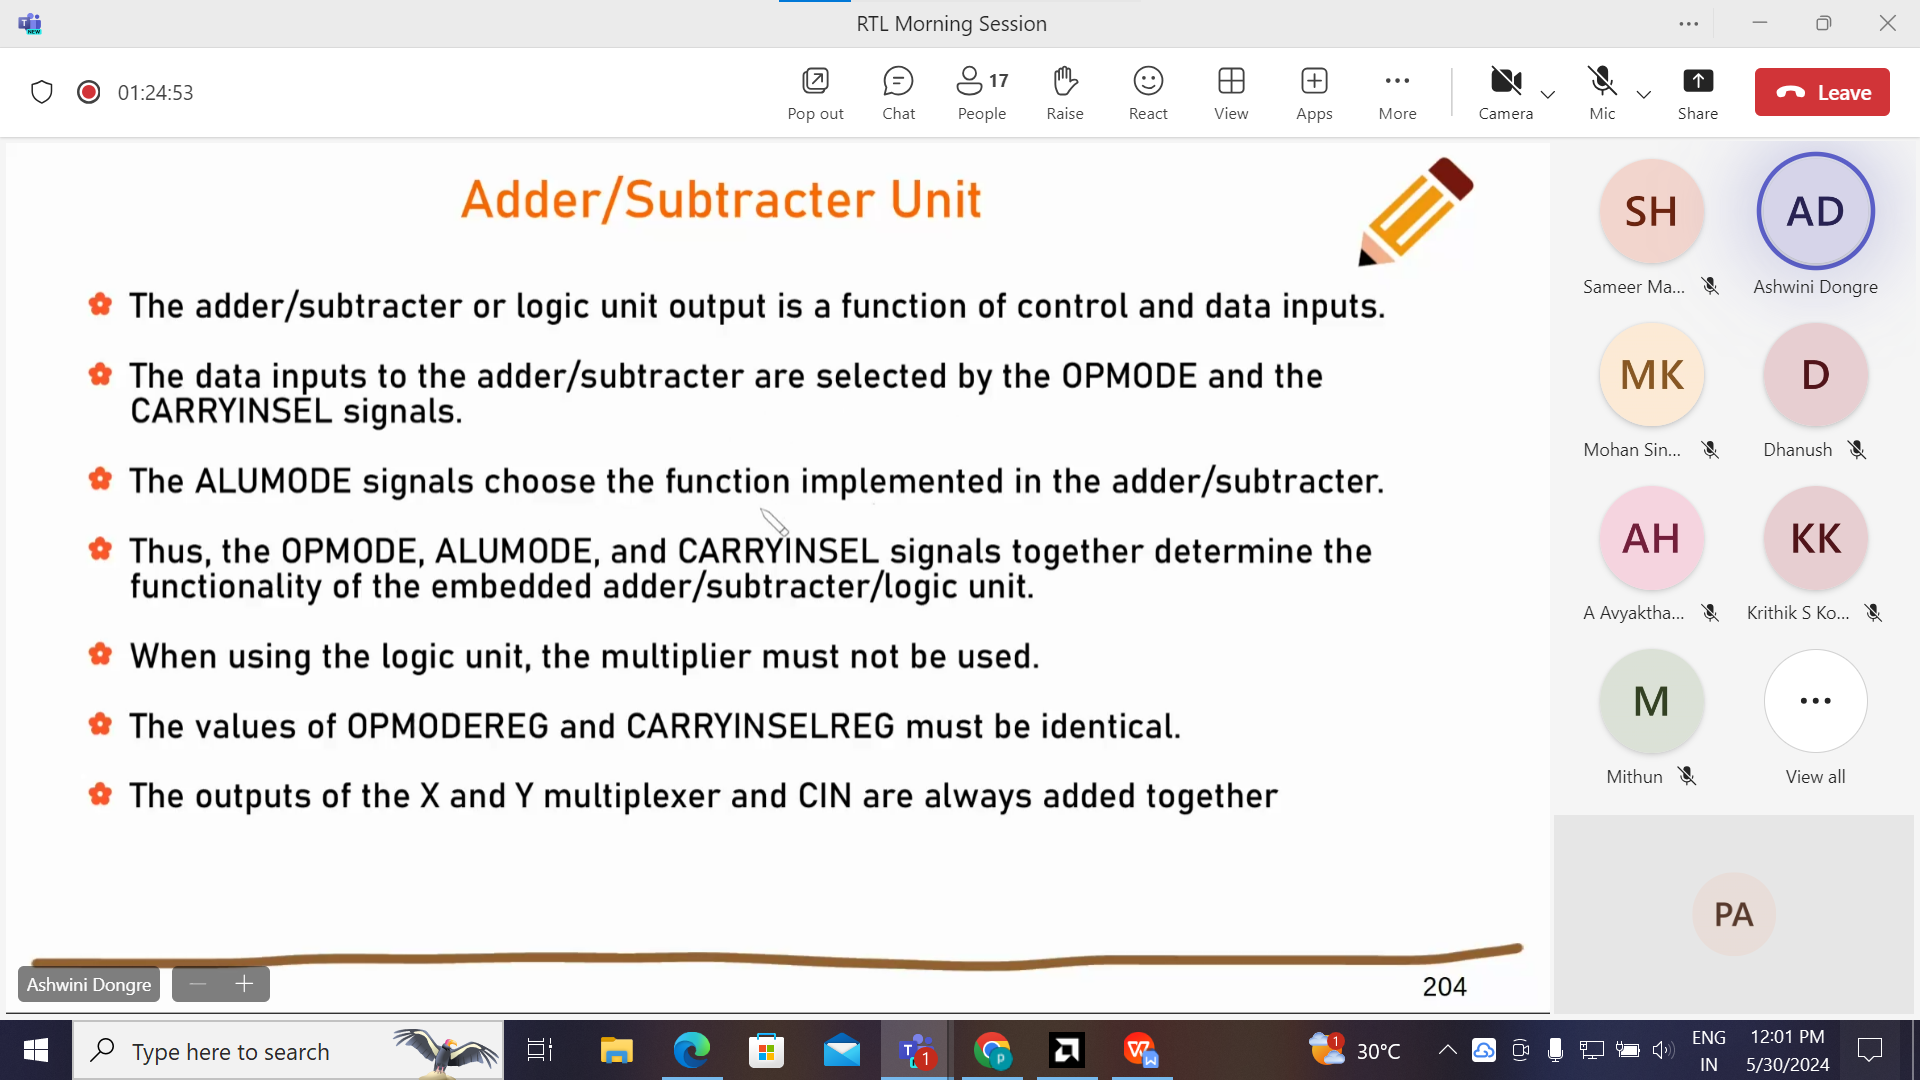 RTL Morning Session
NEW
01:24:53
Pop out
Chat
17
People
Raise
React
View
Apps
More
Camera
Mic
Share
Leave
Adder/Subtracter Unit
The adder/subtracter or logic unit output is a function of control and data inputs.
The data inputs to the adder/subtracter are selected by the OPMODE and the
CARRYINSEL signals.
The ALUMODE signals choose the function implemented in the adder/subtracter.
Thus, the OPMODE, ALUMODE, and CARRYINSEL signals together determine the
functionality of the embedded adder/subtracter/logic unit.
When using the logic unit, the multiplier must not be used.
The values of OPMODEREG and CARRYINSELREG must be identical.
The outputs of the X and Y multiplexer and CIN are always added together
204
Ashwini Dongre
SH
Sameer Ma...
AD
Ashwini Dongre
MK
Mohan Sin...
D
Dhanush
AH
A Avyaktha...
KK
Krithik S Ko...
M
Mithun
View all
PA
Type here to search
1
p
W
1
30°C
ENG
IN
12:01 PM
5/30/2024